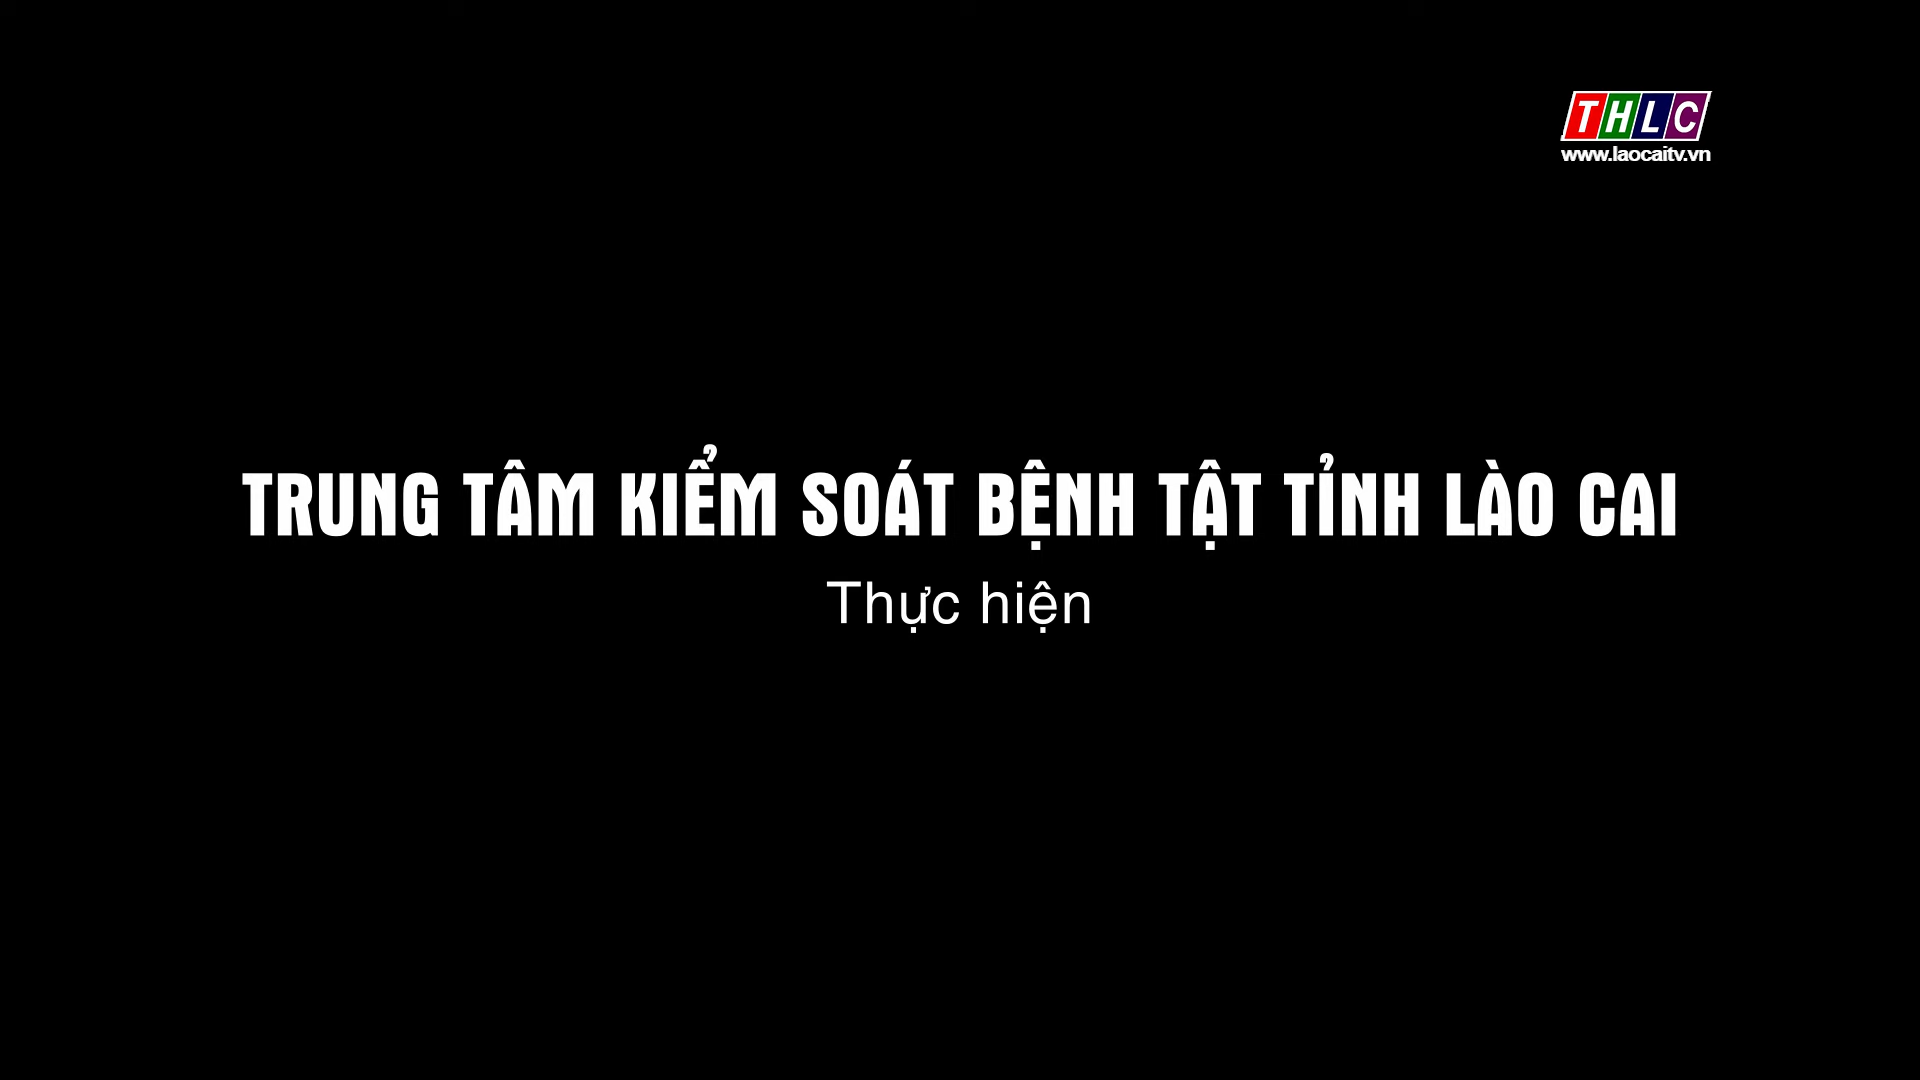 THLC
www.laocaitv.vn
TRUNG TÂM KIỂM SOÁT BỆNH TẬT TỈNH LÀO CAI
Thực hiện